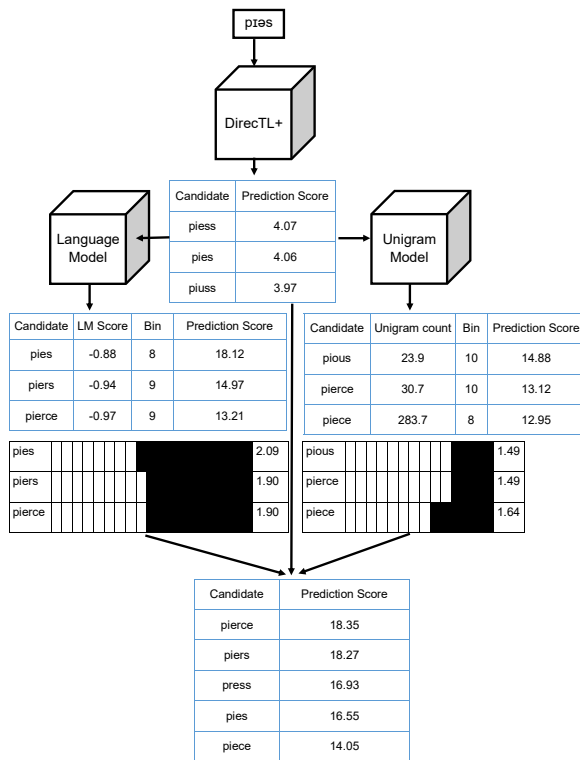 pɪəs
DirecTL+
Candidate Prediction Score
piess 4.07
pies 4.06
piuss 3.97
Language
Model
Unigram
Model
Candidate LM Score Bin Prediction Score
pies -0.88 8 18.12
piers -0.94 9 14.97
pierce -0.97 9 13.21
Candidate Unigram count Bin Prediction Score
pious 23.9 10 14.88
pierce 30.7 10 13.12
piece 283.7 8 12.95
pies 2.09
piers 1.90
pierce 1.90
pious 1.49
pierce 1.49
piece 1.64
Candidate Prediction Score
pierce 18.35
piers 18.27
press 16.93
pies 16.55
piece 14.05